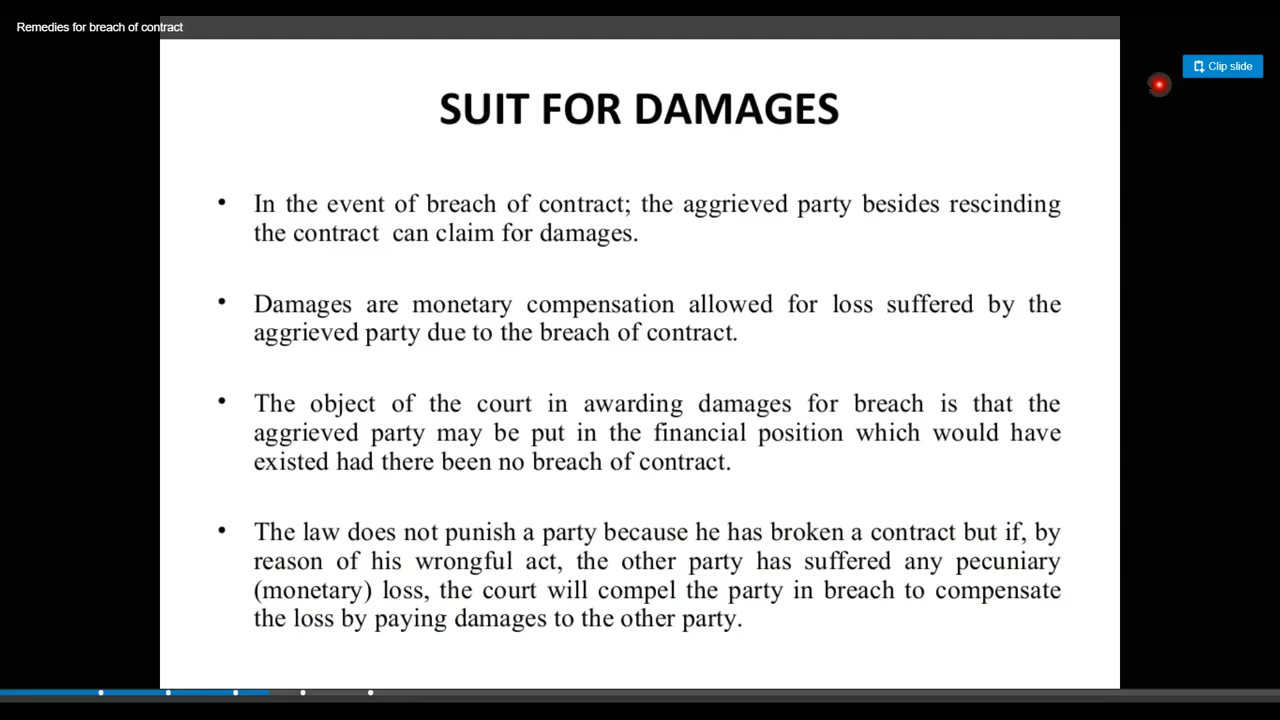 Remedies for breach of contract
Clip slide
SUIT FOR DAMAGES
• In the event of breach of contract; the aggrieved party besides rescinding
the contract can claim for damages.
• Damages are monetary compensation allowed for loss suffered by the
aggrieved party due to the breach of contract.
• The object of the court in awarding damages for breach is that the
aggrieved party may be put in the financial position which would have
existed had there been no breach of contract.
• The law does not punish a party because he has broken a contract but if, by
reason of his wrongful act, the other party has suffered any pecuniary
(monetary) loss, the court will compel the party in breach to compensate
the loss by paying damages to the other party.